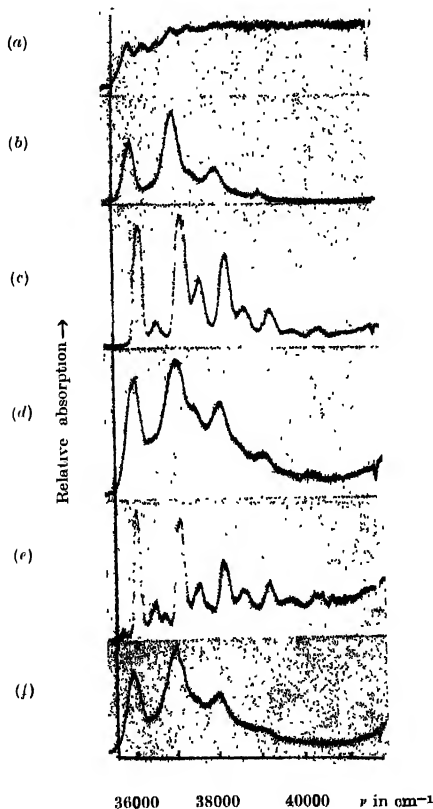 (a)
(b)
(c)
Relative absorption →
(d)
(e)
(f)
36000 38000 40000 ν in cm⁻¹